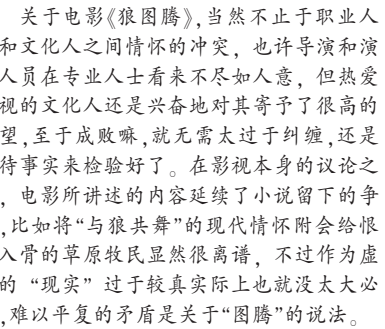 关于电影《狼图腾》,当然不止于职业人
和文化人之间情怀的冲突，也许导演和演
人员在专业人士看来不尽如人意，但热爱
视的文化人还是兴奋地对其寄予了很高的
望,至于成败嘛,就无需太过于纠缠,还是
待事实来检验好了。在影视本身的议论之
，电影所讲述的内容延续了小说留下的争
,比如将“与狼共舞”的现代情怀附会给恨
入骨的草原牧民显然很离谱，不过作为虚
的“现实”过于较真实际上也就没太大必
,难以平复的矛盾是关于“图腾”的说法。